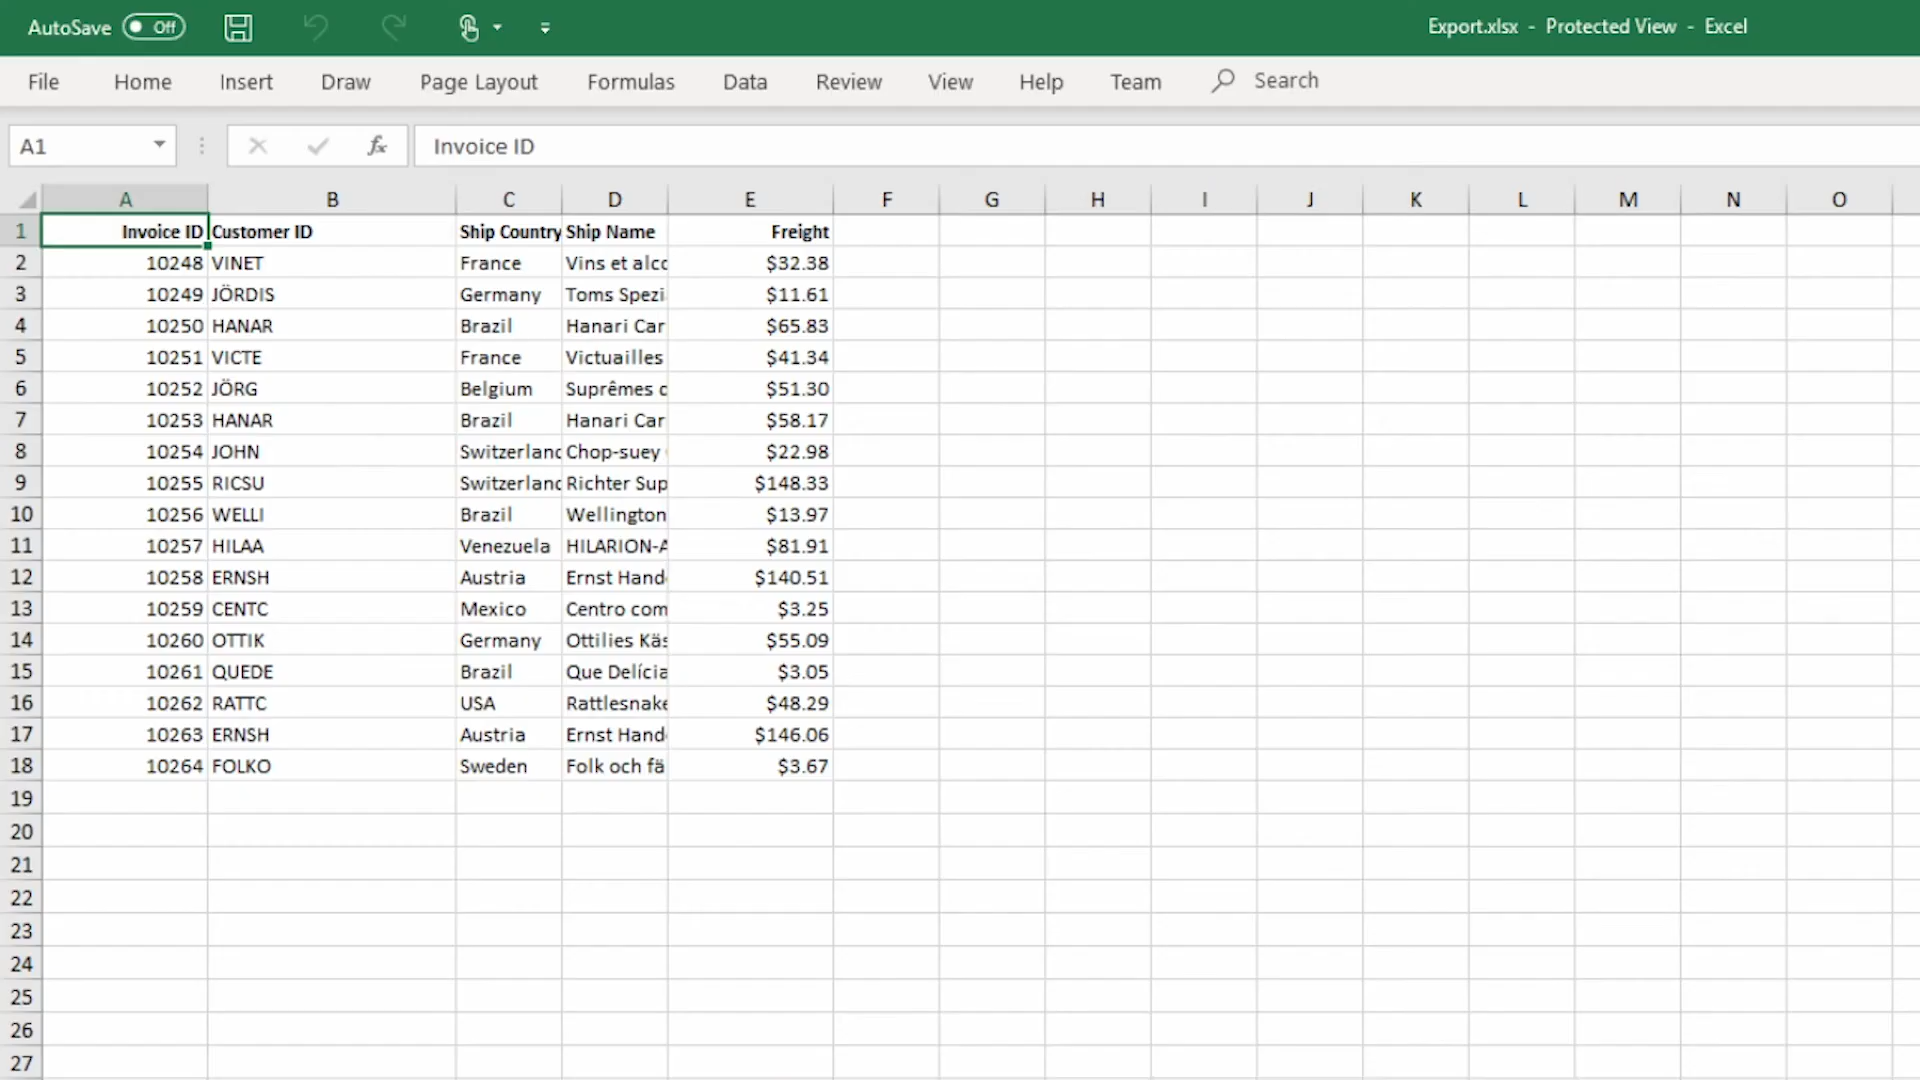 AutoSave Off Export.xlsx - Protected View - Excel
File Home Insert Draw Page Layout Formulas Data Review View Help Team Search
A1 fx Invoice ID
A B C D E F G H I J K L M N O
1 Invoice ID Customer ID Ship Country Ship Name Freight
2 10248 VINET France Vins et alcc $32.38
3 10249 JÖRDIS Germany Toms Spezi $11.61
4 10250 HANAR Brazil Hanari Car $65.83
5 10251 VICTE France Victuailles $41.34
6 10252 JÖRG Belgium Suprêmes c $51.30
7 10253 HANAR Brazil Hanari Car $58.17
8 10254 JOHN Switzerland Chop-suey $22.98
9 10255 RICSU Switzerland Richter Sup $148.33
10 10256 WELLI Brazil Wellington $13.97
11 10257 HILAA Venezuela HILARION-A $81.91
12 10258 ERNSH Austria Ernst Hand $140.51
13 10259 CENTC Mexico Centro com $3.25
14 10260 OTTIK Germany Ottilies Käs $55.09
15 10261 QUEDE Brazil Que Delícia $3.05
16 10262 RATTC USA Rattlesnake $48.29
17 10263 ERNSH Austria Ernst Hand $146.06
18 10264 FOLKO Sweden Folk och fä $3.67
19
20
21
22
23
24
25
26
27